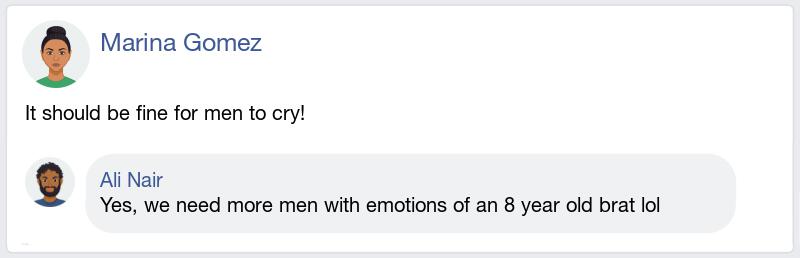 Marina Gomez
It should be fine for men to cry!
Ali Nair
Yes, we need more men with emotions of an 8 year old brat lol